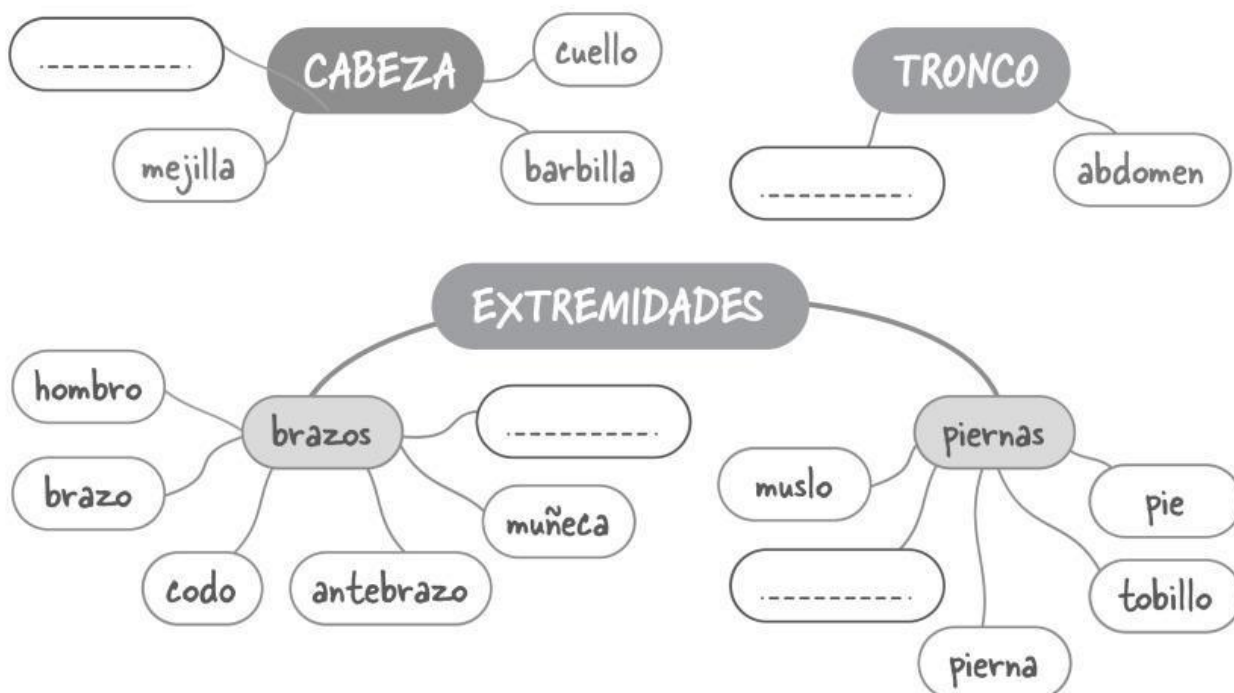 CABEZA
cuello
mejilla
barbilla
TRONCO
abdomen
EXTREMIDADES
hombro
brazos
brazo
codo
antebrazo
muñeca
piernas
muslo
pie
tobillo
pierna